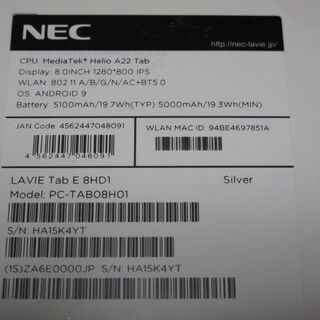 NEC
http://nec-lavie.jp/
CPU: MediaTek® Helio A22 Tab
Display: 8.0INCH 1280*800 IPS
WLAN: 802.11 A/B/G/N/AC+BT5.0
OS: ANDROID 9
Battery: 5100mAh/19.7Wh(TYP) 5000mAh/19.3Wh(MIN)
JAN Code: 4562447048091
4 562447 048091
WLAN MAC ID: 94BE4697851A
LAVIE Tab E 8HD1 Silver
Model: PC-TAB08H01
S/N: HA15K4YT
(1S)ZA6E0000JP S/N: HA15K4YT